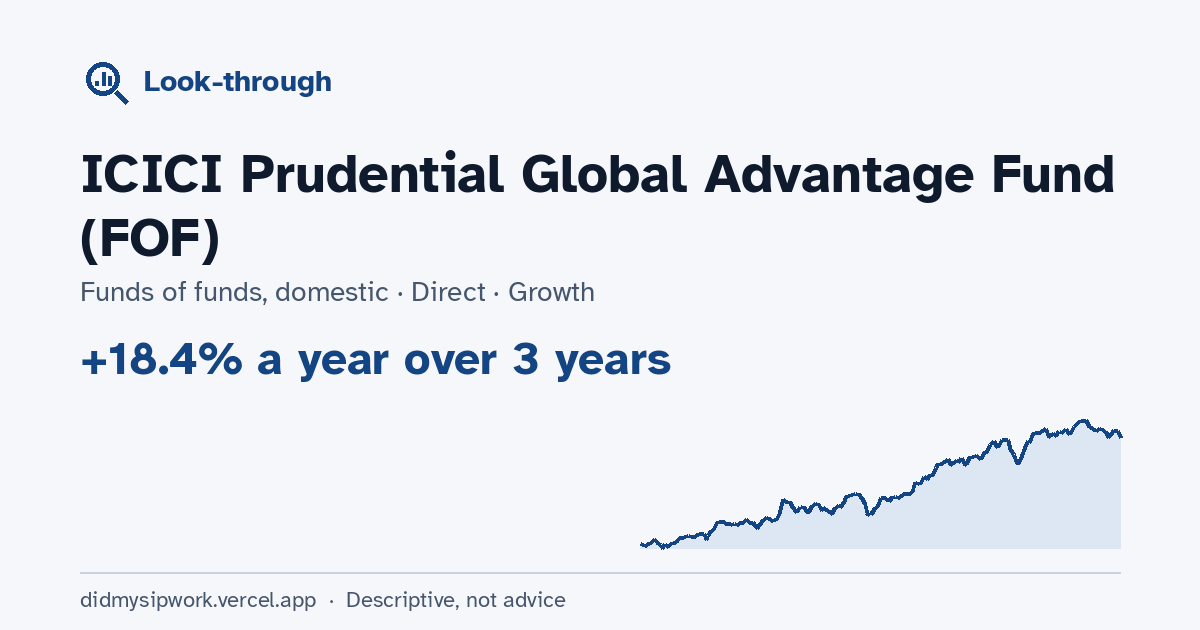 Look-through
ICICI Prudential Global Advantage Fund
(FOF)
Funds of funds, domestic · Direct · Growth
+18.4% a year over 3 years
didmysipwork.vercel.app · Descriptive, not advice